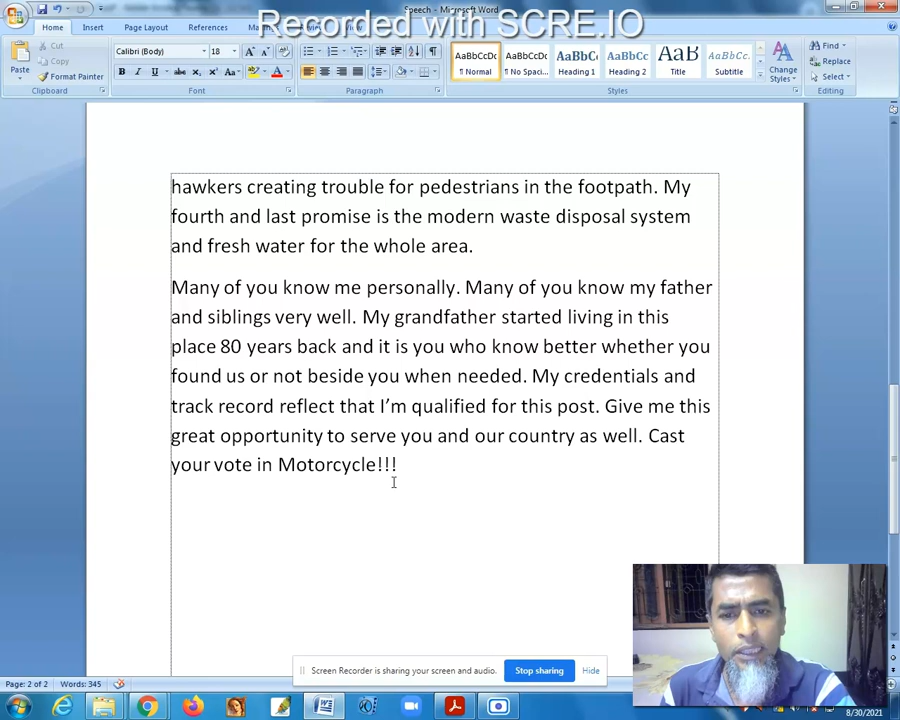 Speech - Microsoft Word
Recorded with SCRE.IO
Home Insert Page Layout References
Paste Cut Copy Format Painter
Calibri (Body) 18
AaBbCcDc AaBbCcDc AaBbCc AaBbCc AaB AaBbCc.
¶ Normal ¶ No Spaci... Heading 1 Heading 2 Title Subtitle
Change Styles
Find Replace Select
Clipboard Font Paragraph Styles Editing
hawkers creating trouble for pedestrians in the footpath. My
fourth and last promise is the modern waste disposal system
and fresh water for the whole area.
Many of you know me personally. Many of you know my father
and siblings very well. My grandfather started living in this
place 80 years back and it is you who know better whether you
found us or not beside you when needed. My credentials and
track record reflect that I’m qualified for this post. Give me this
great opportunity to serve you and our country as well. Cast
your vote in Motorcycle!!!
Screen Recorder is sharing your screen and audio. Stop sharing Hide
Page: 2 of 2 Words: 345
8/30/2021